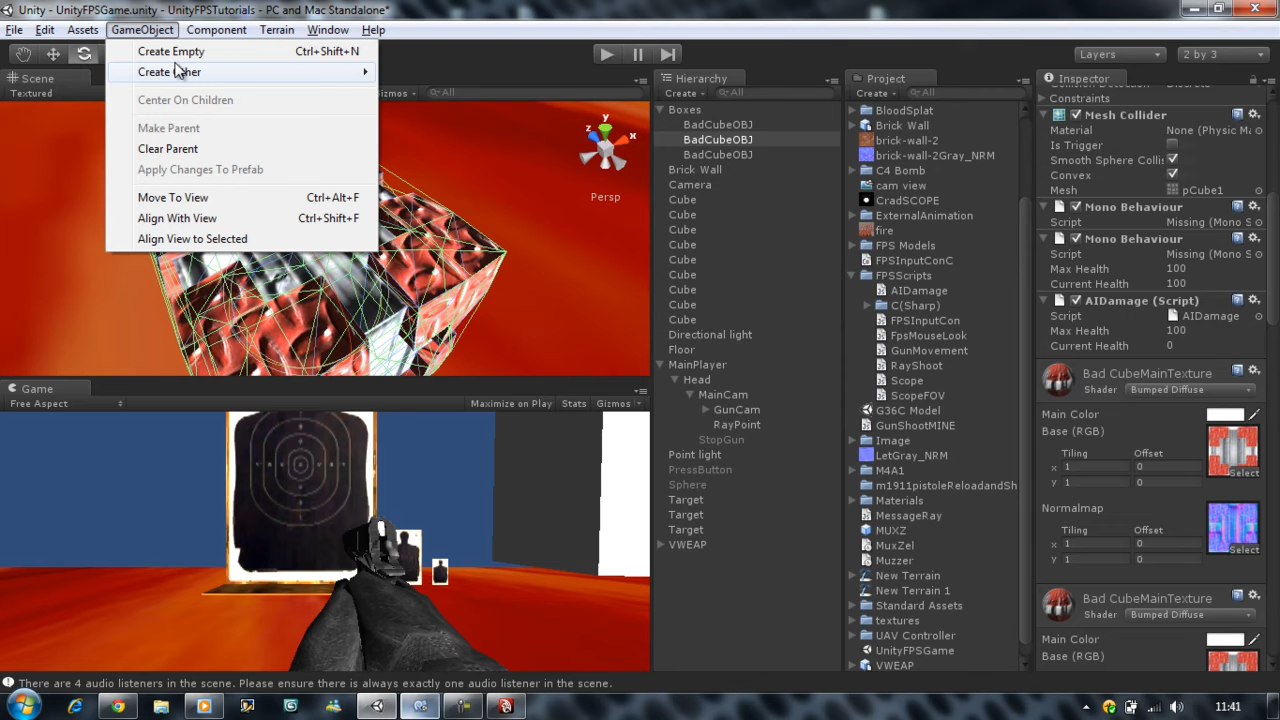 Unity - UnityFPSGame.unity - UnityFPSTutorials - PC and Mac Standalone*
File Edit Assets GameObject Component Terrain Window Help
Create Empty Ctrl+Shift+N
Create Other
Center On Children
Make Parent
Clear Parent
Apply Changes To Prefab
Move To View Ctrl+Alt+F
Align With View Ctrl+Shift+F
Align View to Selected
Layers
2 by 3
Scene
Textured
Gizmos
All
y
z
x
Persp
Game
Free Aspect
Maximize on Play Stats Gizmos
Hierarchy
Create All
Boxes
BadCubeOBJ
BadCubeOBJ
BadCubeOBJ
Brick Wall
Camera
Cube
Cube
Cube
Cube
Cube
Cube
Cube
Cube
Cube
Directional light
Floor
MainPlayer
Head
MainCam
GunCam
RayPoint
StopGun
Point light
PressButton
Sphere
Target
Target
Target
VWEAP
Project
Create All
BloodSplat
Brick Wall
brick-wall-2
brick-wall-2Gray_NRM
C4 Bomb
cam view
CradSCOPE
ExternalAnimation
fire
FPS Models
FPSInputConC
FPSScripts
AIDamage
C(Sharp)
FPSInputCon
FpsMouseLook
GunMovement
RayShoot
Scope
ScopeFOV
G36C Model
GunShootMINE
Image
LetGray_NRM
M4A1
m1911pistoleReloadandSh
Materials
MessageRay
MUXZ
MuxZel
Muzzer
New Terrain
New Terrain 1
Standard Assets
textures
UAV Controller
UnityFPSGame
VWEAP
Inspector
Collision Detection Discrete
Constraints
Mesh Collider
Material None (Physic Ma
Is Trigger
Smooth Sphere Collis
Convex
Mesh pCube1
Mono Behaviour
Script Missing (Mono S
Mono Behaviour
Script Missing (Mono S
Max Health 100
Current Health 100
AIDamage (Script)
Script AIDamage
Max Health 100
Current Health 0
Bad CubeMainTexture
Shader Bumped Diffuse
Main Color
Base (RGB)
Tiling Offset
x 1 0
y 1 0
Select
Normalmap
Tiling Offset
x 1 0
y 1 0
Select
Bad CubeMainTexture
Shader Bumped Diffuse
Main Color
Base (RGB)
There are 4 audio listeners in the scene. Please ensure there is always exactly one audio listener in the scene.
11:41